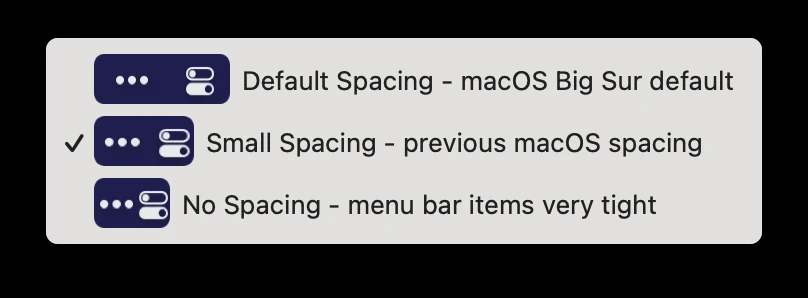 Default Spacing - macOS Big Sur default
Small Spacing - previous macOS spacing
No Spacing - menu bar items very tight